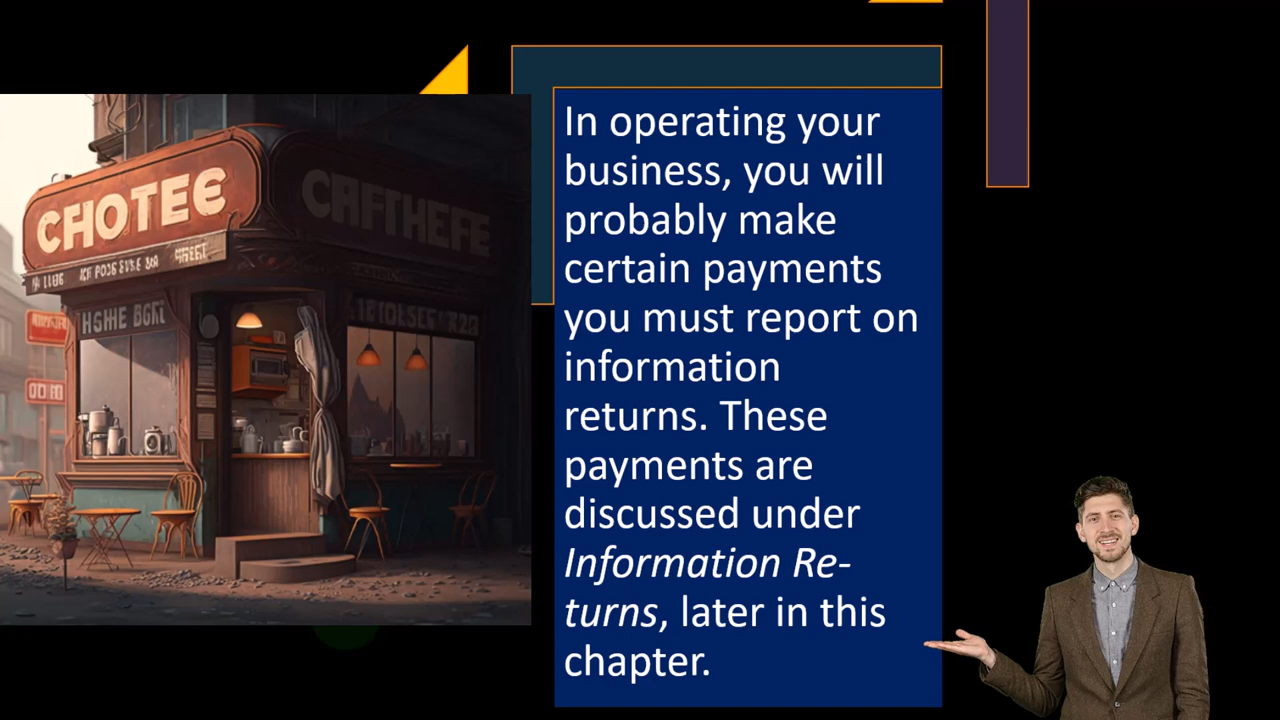 CHOTEE
CAFTHEFE
In operating your
business, you will
probably make
certain payments
you must report on
information
returns. These
payments are
discussed under
Information Re-
turns, later in this
chapter.